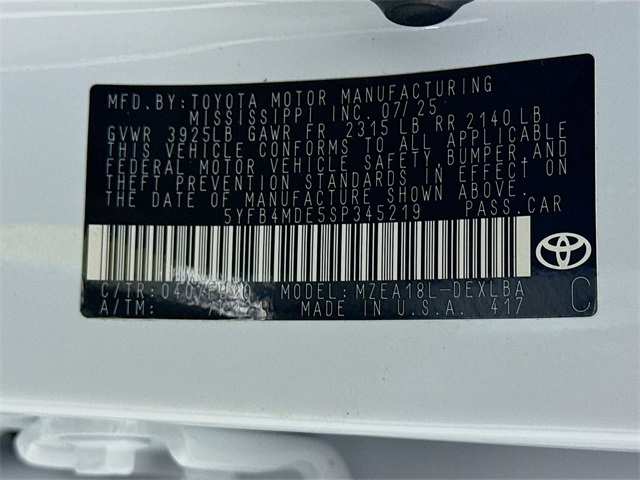 MFD.BY:TOYOTA MOTOR MANUFACTURING
MISSISSIPPI INC. 07/25
GVWR 3925LB GAWR FR 2315 LB RR 2140 LB
THIS VEHICLE CONFORMS TO ALL APPLICABLE
FEDERAL MOTOR VEHICLE SAFETY, BUMPER, AND
THEFT PREVENTION STANDARDS IN EFFECT ON
THE DATE OF MANUFACTURE SHOWN ABOVE.
5YFB4MDE5SP345219 PASS.CAR
C/TR: MODEL: MZEA18L-DEXLBA C
A/TM: MADE IN U.S.A. 417